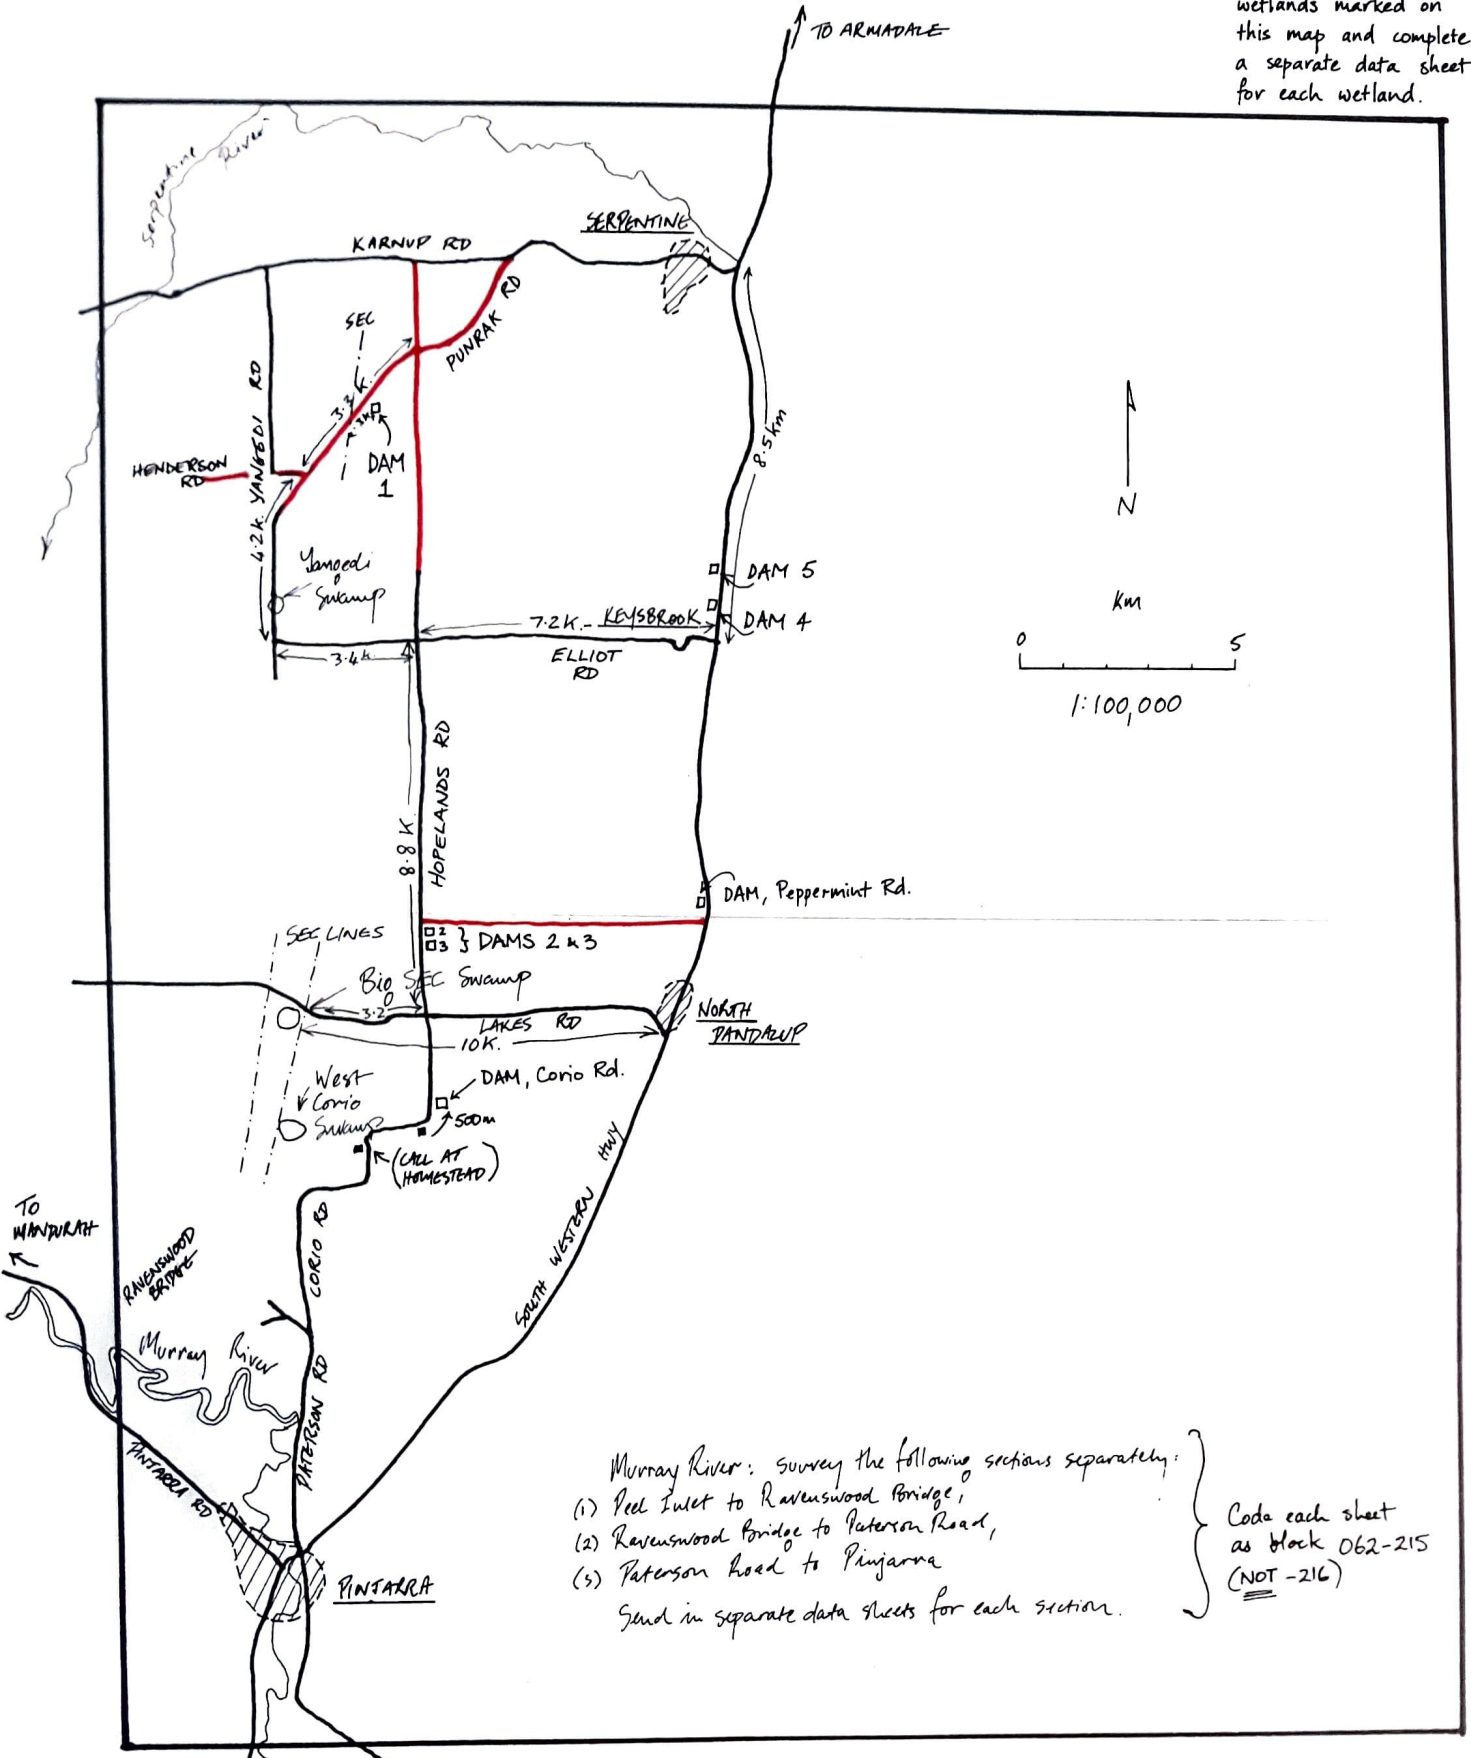 wetlands marked on
this map and complete
a separate data sheet
for each wetland.
TO ARMADALE
Serpentine River
SERPENTINE
KARNUP RD
PUNRAK RD
SEC
3.3K.
.3K
DAM
1
HENDERSON
RD
YANGEDI RD
4.2K.
8.5km
N
Yangedi
Swamp
DAM 5
DAM 4
7.2K.
KEYSBROOK
3.4K.
ELLIOT
RD
Km
0 5
1:100,000
HOPELANDS RD
8.8K
DAM, Peppermint Rd.
2
3
DAMS 2 & 3
SEC LINES
Big SEC Swamp
3.2
LAKES RD
10K.
NORTH
DANDALUP
DAM, Corio Rd.
West
Corio
Swamp
500m
(CALL AT
HOMESTEAD)
TO
MANDURAH
RAVENSWOOD
BRIDGE
CORIO RD
SOUTH WESTERN HWY
Murray River
PATERSON RD
PINJARRA RD
PINJARRA
Murray River: survey the following sections separately:
(1) Peel Inlet to Ravenswood Bridge,
(2) Ravenswood Bridge to Paterson Road,
(3) Paterson Road to Pinjarra
Send in separate data sheets for each section.
Code each sheet
as block 062-215
(NOT -216)